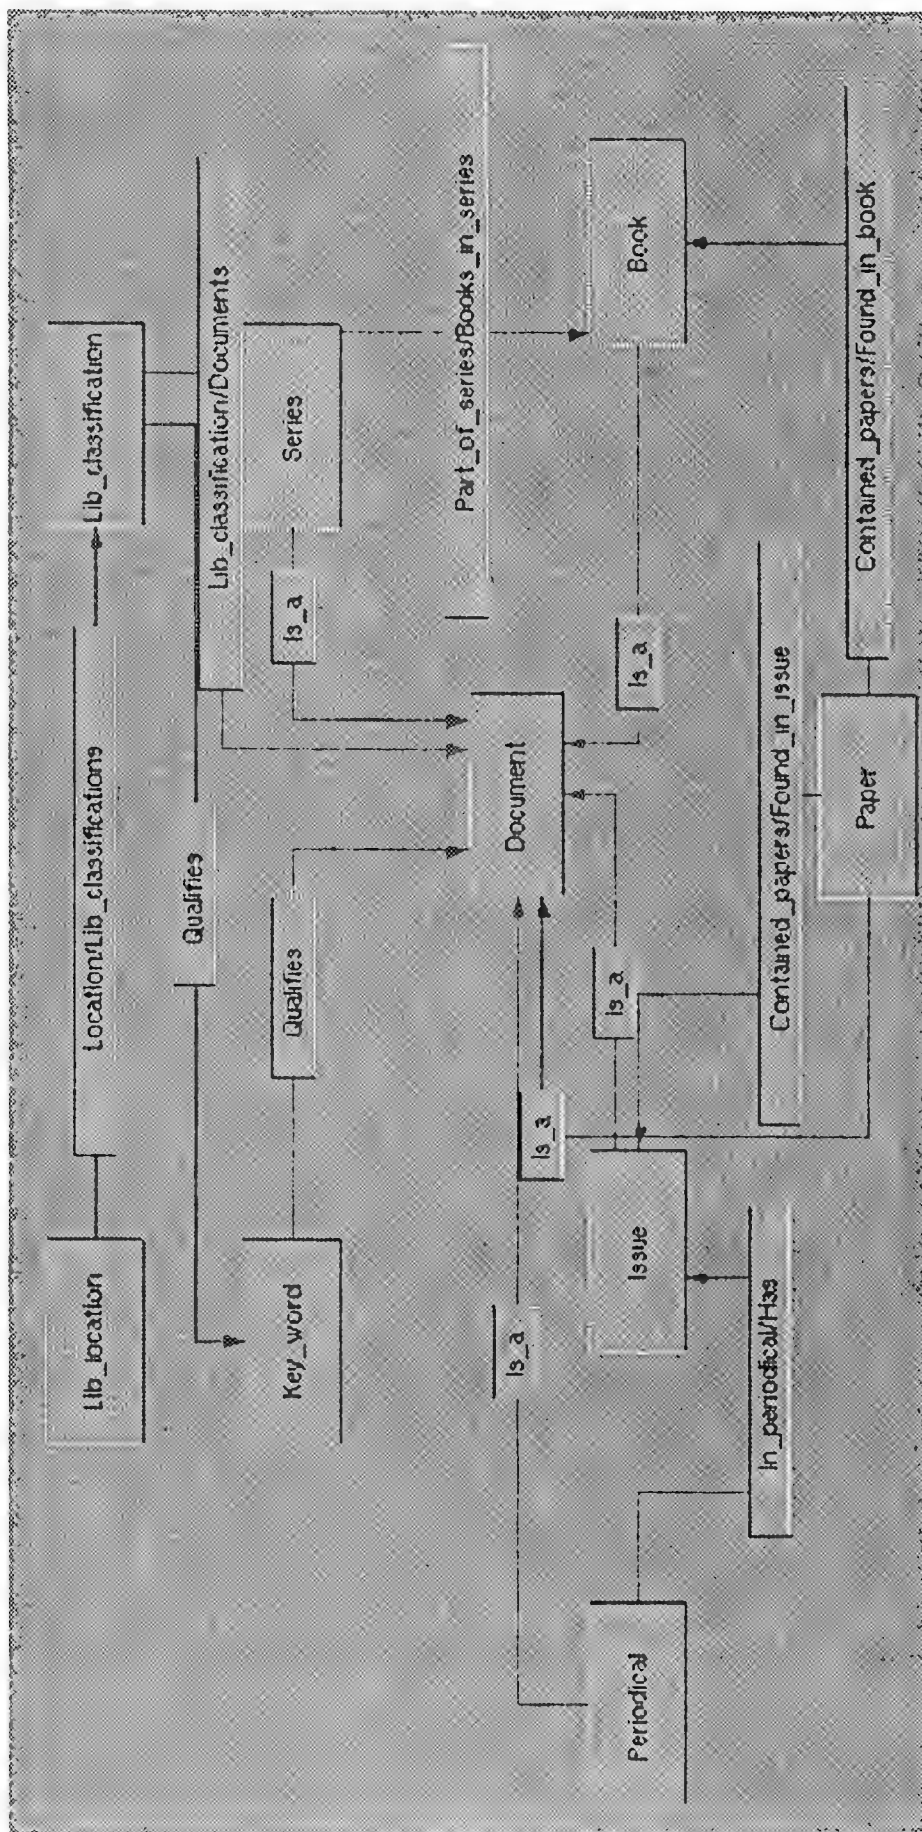 Lib_location
Location/Lib_classifications
Lib_classification
Qualifies
Lib_classification/Documents
Key_word
Qualifies
Is_a
Series
Part_of_series/Books_in_series
Document
Is_a
Is_a
Is_a
Is_a
Periodical
Issue
Book
In_periodical/Has
Contained_papers/Found_in_issue
Paper
Contained_papers/Found_in_book